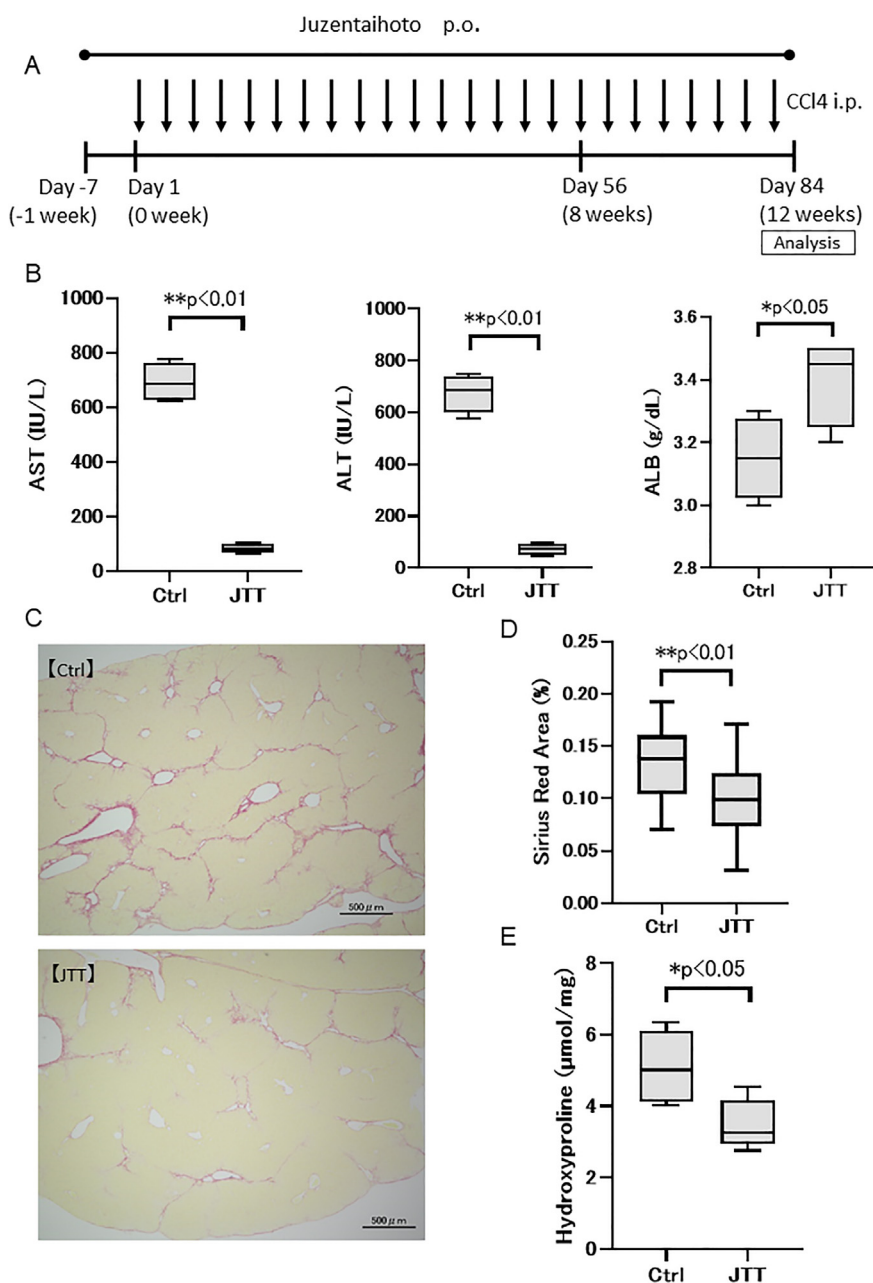 Juzentaihoto p.o.
A
CCl4 i.p.
Day -7 Day 1 Day 56 Day 84
(-1 week) (0 week) (8 weeks) (12 weeks)
Analysis
B
1000
800
600
400
200
0
AST (IU/L)
**p<0.01
Ctrl JTT
1000
800
600
400
200
0
ALT (IU/L)
**p<0.01
Ctrl JTT
3.6
3.4
3.2
3.0
2.8
ALB (g/dL)
*p<0.05
Ctrl JTT
C
【Ctrl】
500μm
【JTT】
500μm
D
0.25
0.20
0.15
0.10
0.05
0.00
Sirius Red Area (%)
**p<0.01
Ctrl JTT
E
8
6
4
2
0
Hydroxyproline (μmol/mg)
*p<0.05
Ctrl JTT